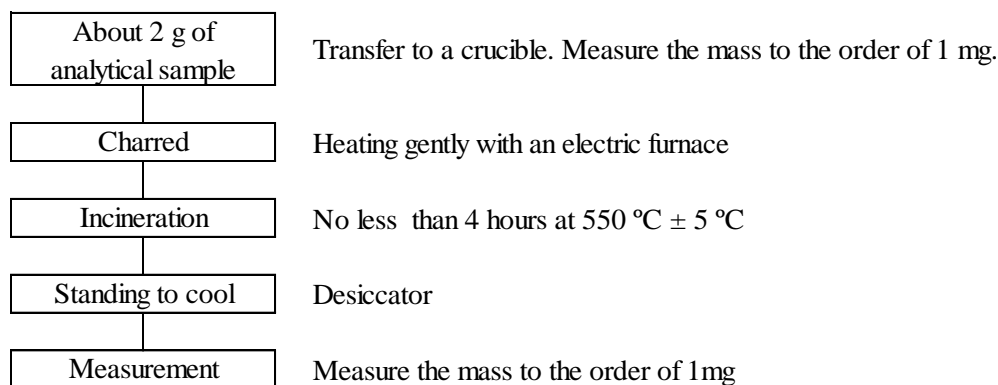 About 2 g of
analytical sample
Transfer to a crucible. Measure the mass to the order of 1 mg.
Charred
Heating gently with an electric furnace
Incineration
No less than 4 hours at 550 ºC ± 5 ºC
Standing to cool
Desiccator
Measurement
Measure the mass to the order of 1mg